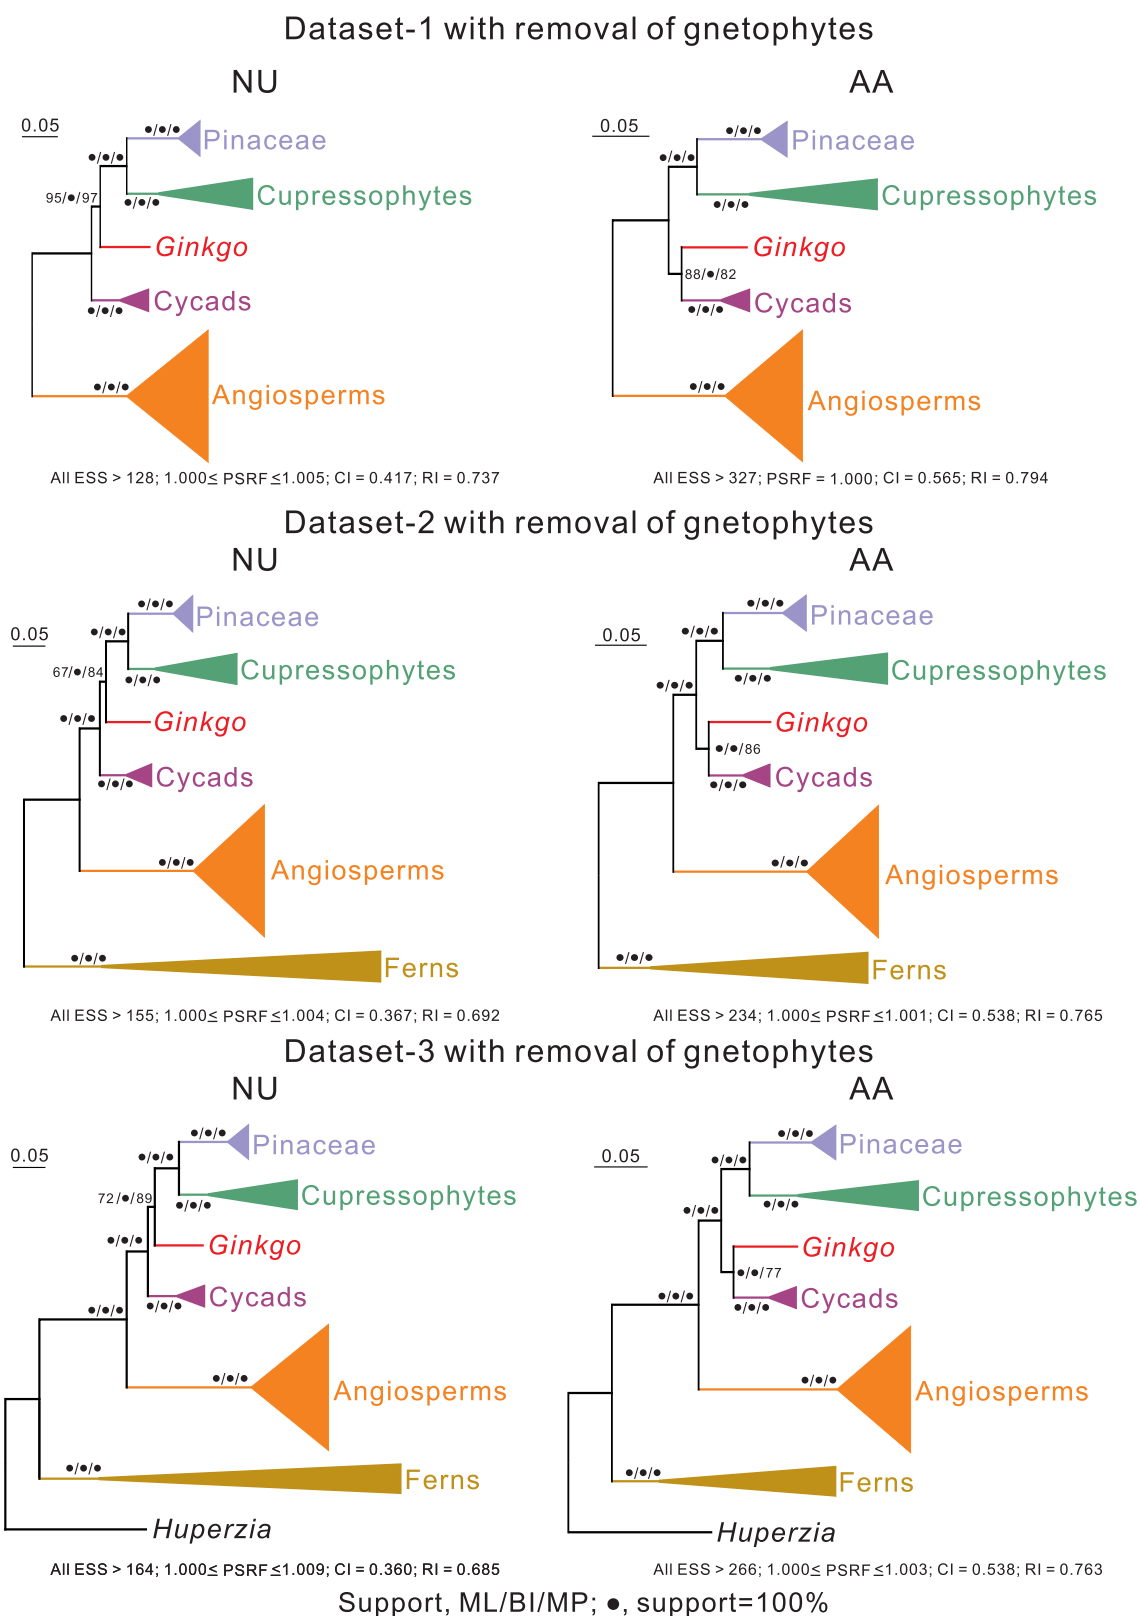 Dataset-1 with removal of gnetophytes
NU
0.05
●/●/●
Pinaceae
●/●/●
95/●/97
●/●/●
Cupressophytes
Ginkgo
●/●/●
Cycads
●/●/●
Angiosperms
All ESS > 128; 1.000≤ PSRF ≤1.005; CI = 0.417; RI = 0.737
AA
0.05
●/●/●
Pinaceae
●/●/●
●/●/●
Cupressophytes
Ginkgo
88/●/82
●/●/●
Cycads
●/●/●
Angiosperms
All ESS > 327; PSRF = 1.000; CI = 0.565; RI = 0.794
Dataset-2 with removal of gnetophytes
NU
0.05
●/●/●
Pinaceae
●/●/●
67/●/84
●/●/●
Cupressophytes
●/●/●
Ginkgo
●/●/●
Cycads
●/●/●
Angiosperms
●/●/●
Ferns
All ESS > 155; 1.000≤ PSRF ≤1.004; CI = 0.367; RI = 0.692
AA
0.05
●/●/●
Pinaceae
●/●/●
●/●/●
●/●/●
Cupressophytes
Ginkgo
●/●/86
●/●/●
Cycads
●/●/●
Angiosperms
●/●/●
Ferns
All ESS > 234; 1.000≤ PSRF ≤1.001; CI = 0.538; RI = 0.765
Dataset-3 with removal of gnetophytes
NU
0.05
●/●/●
Pinaceae
●/●/●
72/●/89
●/●/●
Cupressophytes
●/●/●
Ginkgo
●/●/●
Cycads
●/●/●
●/●/●
Angiosperms
●/●/●
Ferns
Huperzia
All ESS > 164; 1.000≤ PSRF ≤1.009; CI = 0.360; RI = 0.685
AA
0.05
●/●/●
Pinaceae
●/●/●
●/●/●
●/●/●
Cupressophytes
Ginkgo
●/●/77
●/●/●
Cycads
●/●/●
●/●/●
Angiosperms
●/●/●
Ferns
Huperzia
All ESS > 266; 1.000≤ PSRF ≤1.003; CI = 0.538; RI = 0.763
Support, ML/BI/MP; ●, support=100%